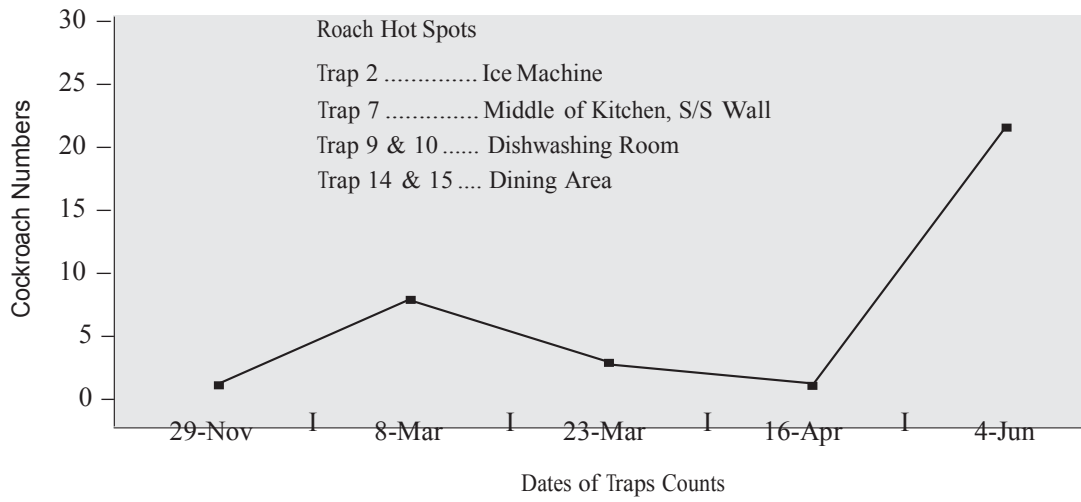 Roach Hot Spots
Trap 2 .............. Ice Machine
Trap 7 .............. Middle of Kitchen, S/S Wall
Trap 9 & 10 ...... Dishwashing Room
Trap 14 & 15 .... Dining Area
Cockroach Numbers
30
25
20
15
10
5
0
29-Nov I 8-Mar I 23-Mar I 16-Apr I 4-Jun
Dates of Traps Counts